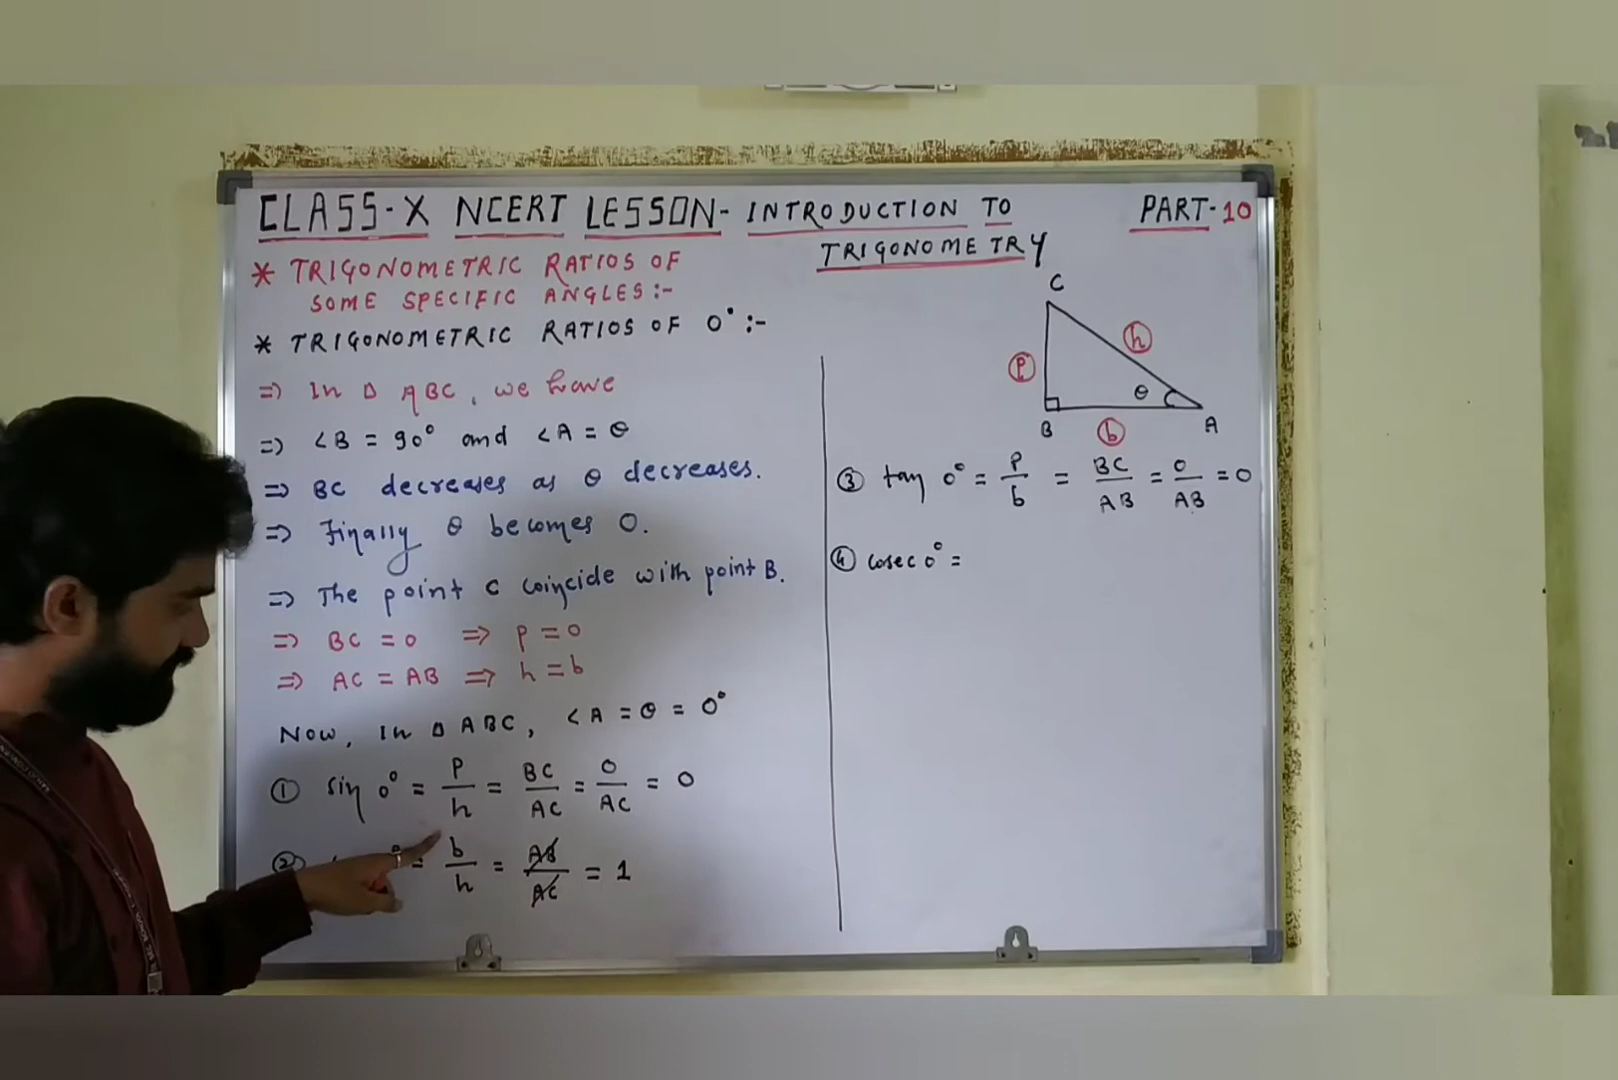 CLASS-X NCERT LESSON- INTRODUCTION TO TRIGONOMETRY
PART-10
* TRIGONOMETRIC RATIOS OF
SOME SPECIFIC ANGLES:-
* TRIGONOMETRIC RATIOS OF 0° :-
=) In Δ ABC, we have
=) ∠B = 90° and ∠A = θ
=> BC decreases as θ decreases.
=> Finally θ becomes 0.
=) The point C coincide with point B.
=> BC = 0 => P = 0
=> AC = AB => h = b
Now, In Δ ABC, ∠A = θ = 0°
① sin 0° = P/h = BC/AC = 0/AC = 0
② = b/h = AB/AC = 1
C
P
h
θ
B
b
A
③ tan 0° = P/b = BC/AB = 0/AB = 0
④ cosec 0° =